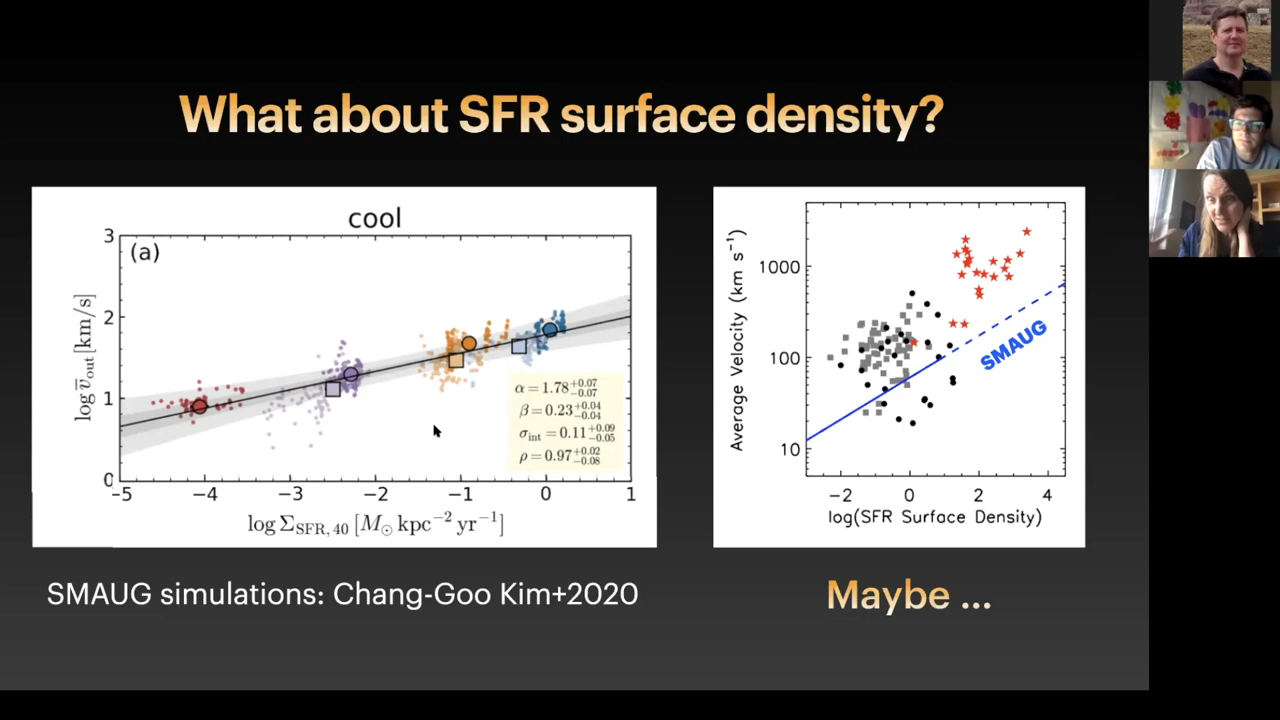 What about SFR surface density?
cool
(a)
log v̄out [km/s]
3
2
1
0
−5
−4
−3
−2
−1
0
1
α = 1.78 +0.07 −0.07
β = 0.23 +0.04 −0.04
σint = 0.11 +0.09 −0.05
ρ = 0.97 +0.02 −0.08
log ΣSFR, 40 [M⊙ kpc−2 yr−1]
SMAUG simulations: Chang-Goo Kim+2020
Average Velocity (km s−1)
1000
100
10
SMAUG
−2
0
2
4
log(SFR Surface Density)
Maybe ...